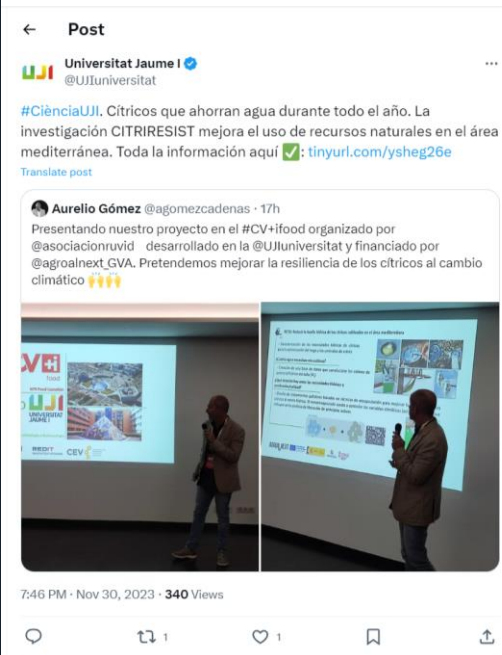 Post
UJI
Universitat Jaume I
@UJIuniversitat
#CiènciaUJI. Cítricos que ahorran agua durante todo el año. La
investigación CITRIRESIST mejora el uso de recursos naturales en el área
mediterránea. Toda la información aquí ✅: tinyurl.com/ysheg26e
Translate post
Aurelio Gómez @agomezcadenas · 17h
Presentando nuestro proyecto en el #CV+ifood organizado por
@asociacionruvid desarrollado en la @UJIuniversitat y financiado por
@agroalnext_GVA. Pretendemos mejorar la resiliencia de los cítricos al cambio
climático 🙌🙌
CV+i
food
UJI
UNIVERSITAT
JAUME I
REDIT
CEV
7:46 PM · Nov 30, 2023 · 340 Views
1
1